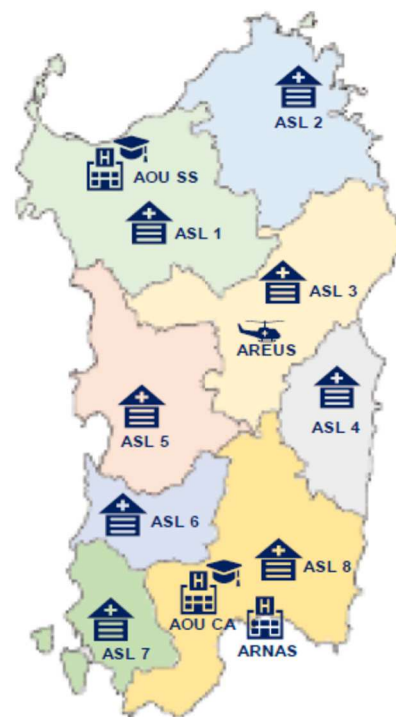 ASL 2
H
AOU SS
ASL 1
ASL 3
AREUS
ASL 4
ASL 5
ASL 6
ASL 8
H
AOU CA
H
ARNAS
ASL 7